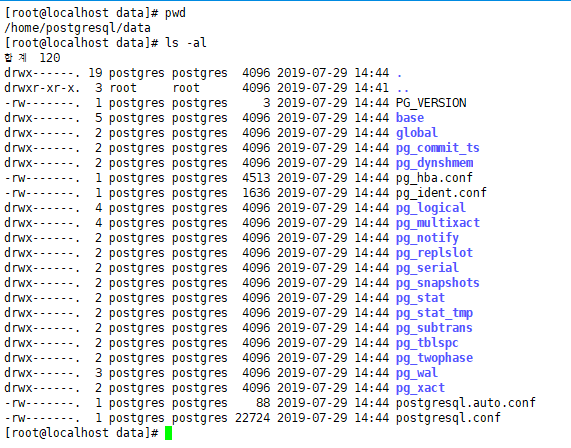 [root@localhost data]# pwd
/home/postgresql/data
[root@localhost data]# ls -al
합계 120
drwx------. 19 postgres postgres  4096 2019-07-29 14:44 .
drwxr-xr-x.  3 root     root      4096 2019-07-29 14:41 ..
-rw-------.  1 postgres postgres     3 2019-07-29 14:44 PG_VERSION
drwx------.  5 postgres postgres  4096 2019-07-29 14:44 base
drwx------.  2 postgres postgres  4096 2019-07-29 14:44 global
drwx------.  2 postgres postgres  4096 2019-07-29 14:44 pg_commit_ts
drwx------.  2 postgres postgres  4096 2019-07-29 14:44 pg_dynshmem
-rw-------.  1 postgres postgres  4513 2019-07-29 14:44 pg_hba.conf
-rw-------.  1 postgres postgres  1636 2019-07-29 14:44 pg_ident.conf
drwx------.  4 postgres postgres  4096 2019-07-29 14:44 pg_logical
drwx------.  4 postgres postgres  4096 2019-07-29 14:44 pg_multixact
drwx------.  2 postgres postgres  4096 2019-07-29 14:44 pg_notify
drwx------.  2 postgres postgres  4096 2019-07-29 14:44 pg_replslot
drwx------.  2 postgres postgres  4096 2019-07-29 14:44 pg_serial
drwx------.  2 postgres postgres  4096 2019-07-29 14:44 pg_snapshots
drwx------.  2 postgres postgres  4096 2019-07-29 14:44 pg_stat
drwx------.  2 postgres postgres  4096 2019-07-29 14:44 pg_stat_tmp
drwx------.  2 postgres postgres  4096 2019-07-29 14:44 pg_subtrans
drwx------.  2 postgres postgres  4096 2019-07-29 14:44 pg_tblspc
drwx------.  2 postgres postgres  4096 2019-07-29 14:44 pg_twophase
drwx------.  3 postgres postgres  4096 2019-07-29 14:44 pg_wal
drwx------.  2 postgres postgres  4096 2019-07-29 14:44 pg_xact
-rw-------.  1 postgres postgres    88 2019-07-29 14:44 postgresql.auto.conf
-rw-------.  1 postgres postgres 22724 2019-07-29 14:44 postgresql.conf
[root@localhost data]#